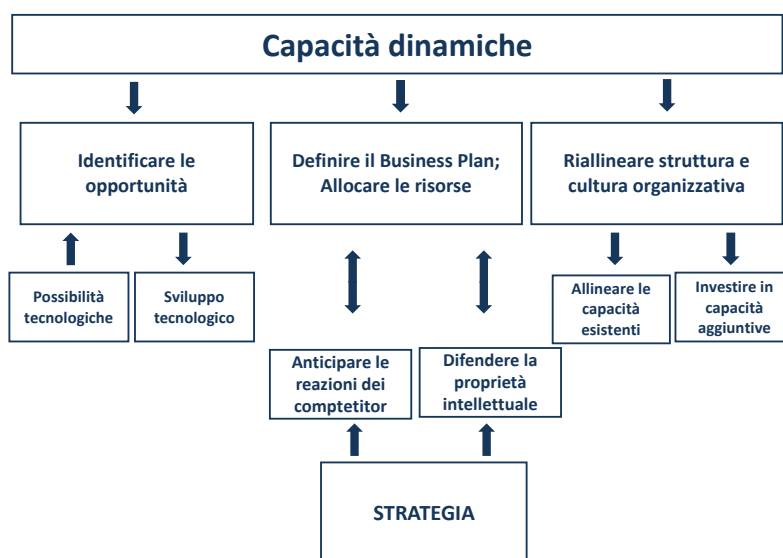 Capacità dinamiche
Identificare le
opportunità
Definire il Business Plan;
Allocare le risorse
Riallineare struttura e
cultura organizzativa
Possibilità
tecnologiche
Sviluppo
tecnologico
Allineare le
capacità
esistenti
Investire in
capacità
aggiuntive
Anticipare le
reazioni dei
comptetitor
Difendere la
proprietà
intellettuale
STRATEGIA